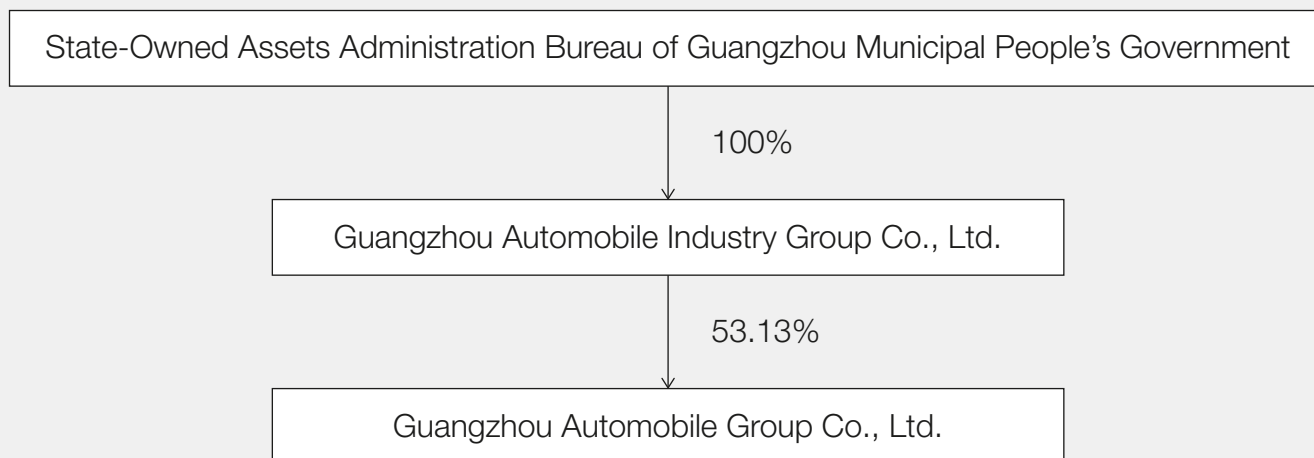 State-Owned Assets Administration Bureau of Guangzhou Municipal People’s Government
100%
Guangzhou Automobile Industry Group Co., Ltd.
53.13%
Guangzhou Automobile Group Co., Ltd.